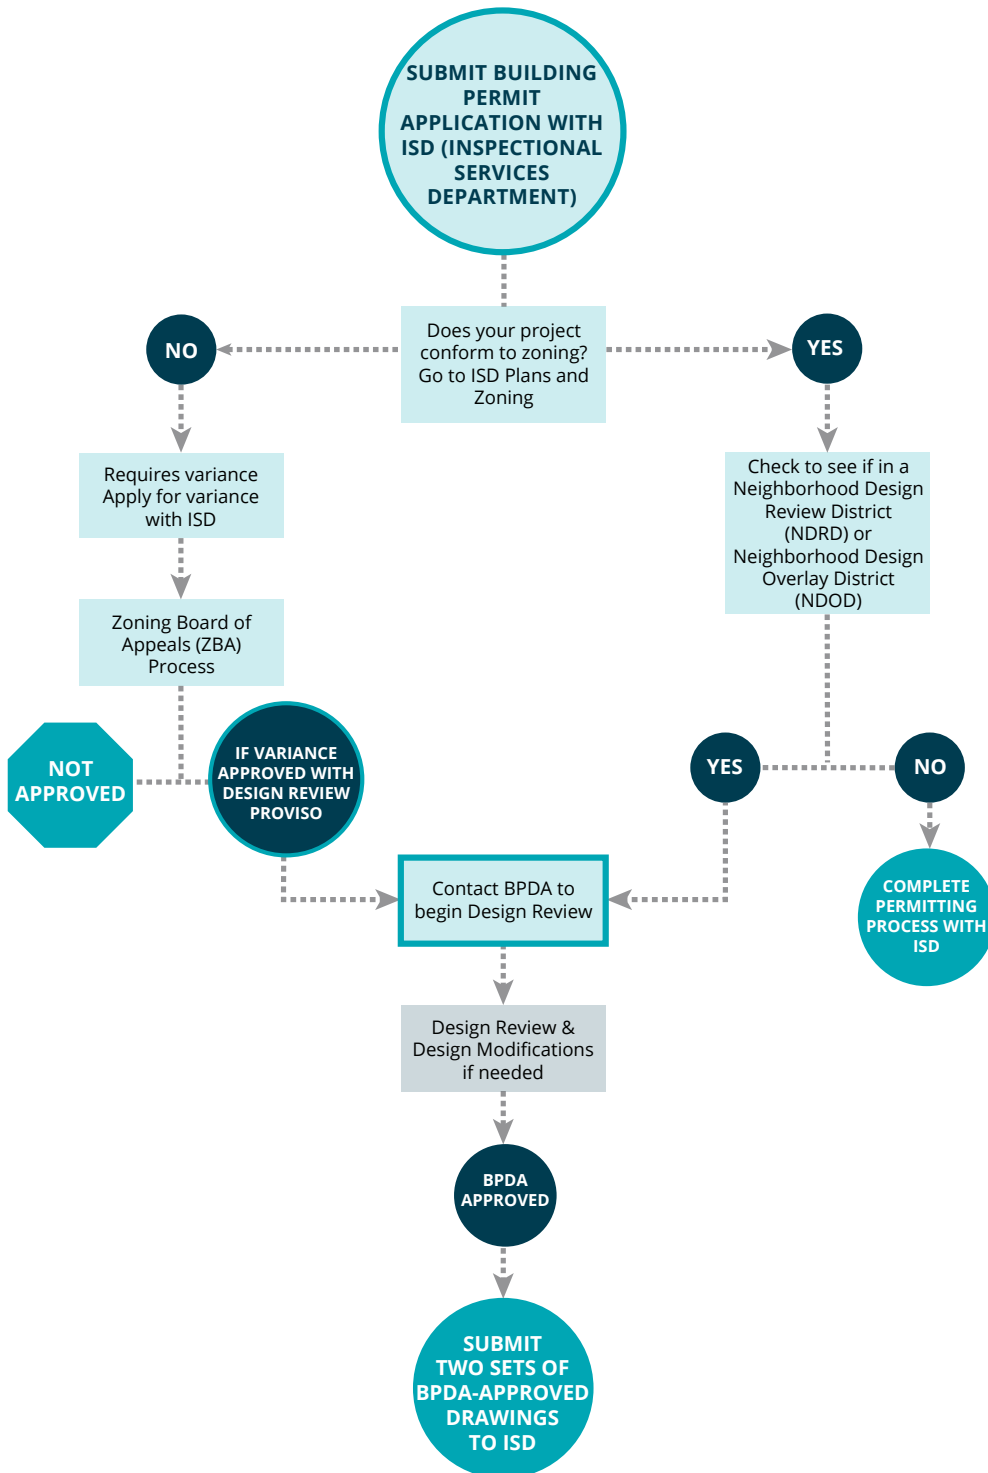 SUBMIT BUILDING
PERMIT
APPLICATION WITH
ISD (INSPECTIONAL
SERVICES
DEPARTMENT)
NO
Does your project
conform to zoning?
Go to ISD Plans and
Zoning
YES
Requires variance
Apply for variance
with ISD
Check to see if in a
Neighborhood Design
Review District
(NDRD) or
Neighborhood Design
Overlay District
(NDOD)
Zoning Board of
Appeals (ZBA)
Process
NOT
APPROVED
IF VARIANCE
APPROVED WITH
DESIGN REVIEW
PROVISO
YES
NO
Contact BPDA to
begin Design Review
COMPLETE
PERMITTING
PROCESS WITH
ISD
Design Review &
Design Modifications
if needed
BPDA
APPROVED
SUBMIT
TWO SETS OF
BPDA-APPROVED
DRAWINGS
TO ISD